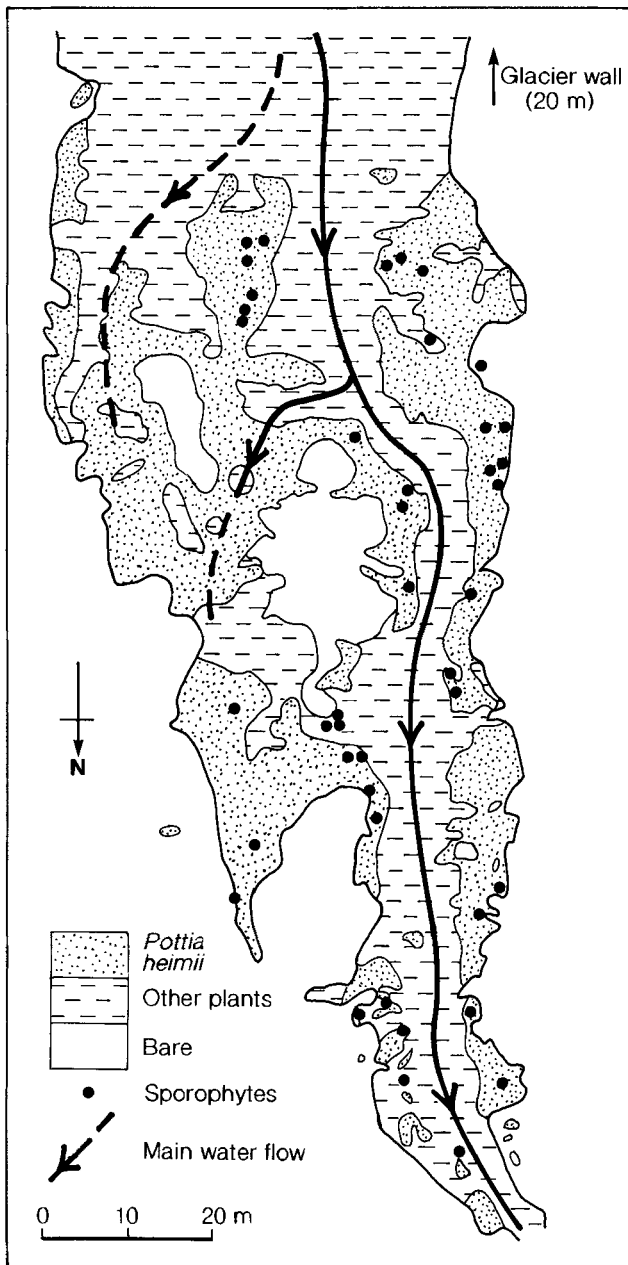 Glacier wall
(20 m)
N
Pottia
heimii
Other plants
Bare
Sporophytes
Main water flow
0 10 20 m